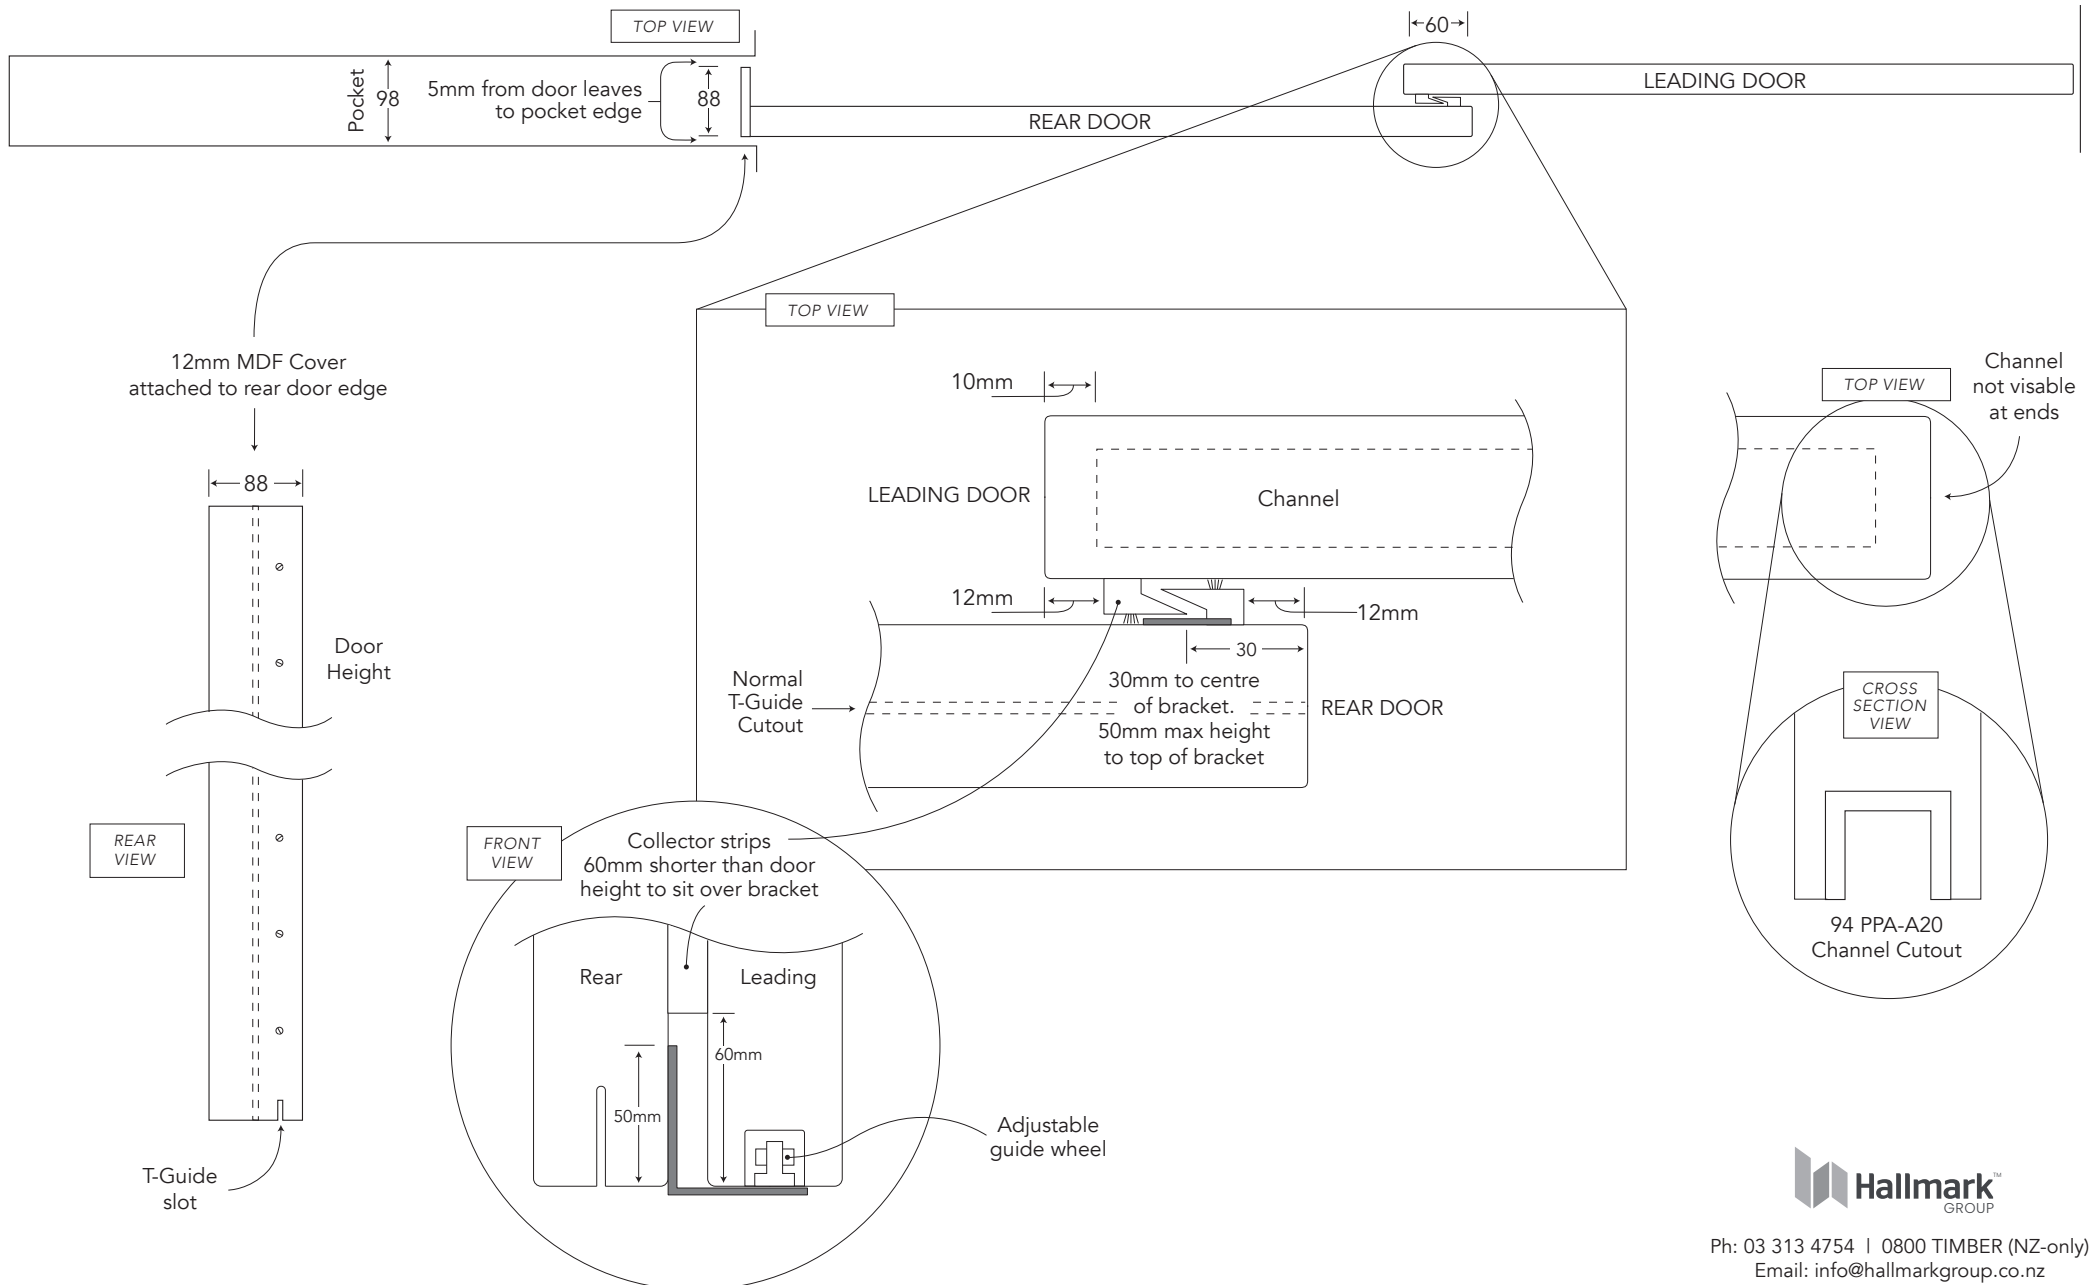 TOP VIEW
60
Pocket
98
5mm from door leaves
to pocket edge
88
LEADING DOOR
REAR DOOR
12mm MDF Cover
attached to rear door edge
88
Door
Height
REAR
VIEW
T-Guide
slot
TOP VIEW
10mm
LEADING DOOR
Channel
12mm
12mm
30
Normal
T-Guide
Cutout
30mm to centre
of bracket.
50mm max height
to top of bracket
REAR DOOR
FRONT
VIEW
Collector strips
60mm shorter than door
height to sit over bracket
Rear
Leading
60mm
50mm
Adjustable
guide wheel
TOP VIEW
Channel
not visable
at ends
CROSS
SECTION
VIEW
94 PPA-A20
Channel Cutout
Hallmark™
GROUP
Ph: 03 313 4754 | 0800 TIMBER (NZ-only)
Email: info@hallmarkgroup.co.nz